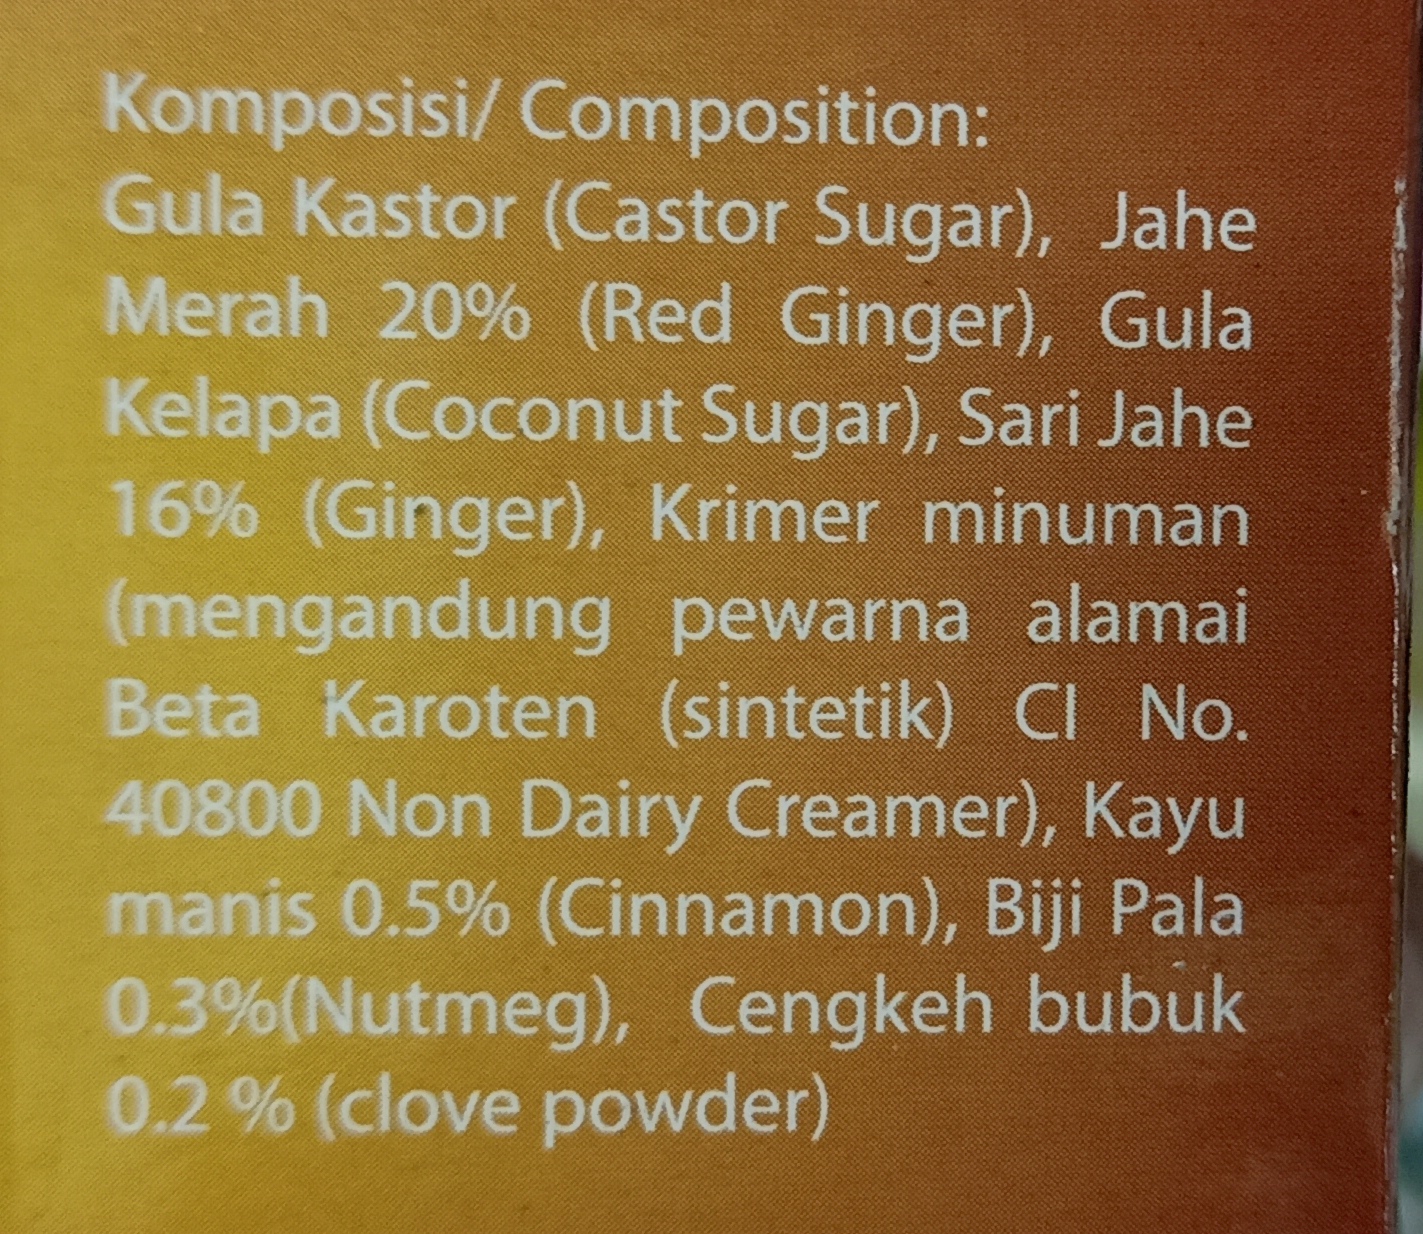 Komposisi/ Composition:
Gula Kastor (Castor Sugar), Jahe
Merah 20% (Red Ginger), Gula
Kelapa (Coconut Sugar), Sari Jahe
16% (Ginger), Krimer minuman
(mengandung pewarna alamai
Beta Karoten (sintetik) CI No.
40800 Non Dairy Creamer), Kayu
manis 0.5% (Cinnamon), Biji Pala
0.3%(Nutmeg), Cengkeh bubuk
0.2 % (clove powder)